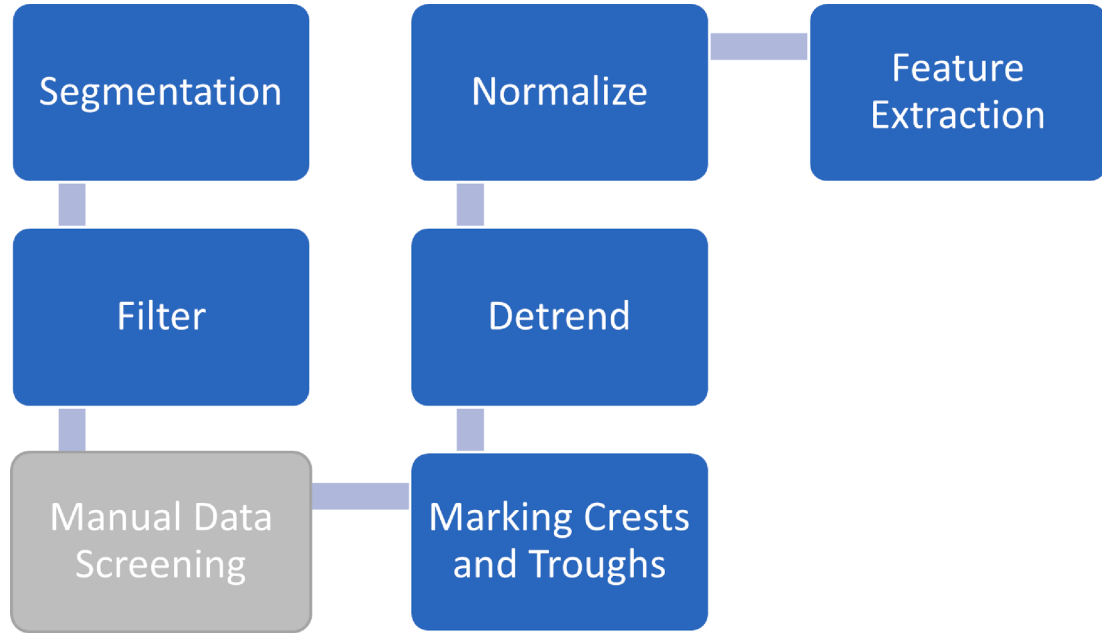 Segmentation
Filter
Manual Data
Screening
Marking Crests
and Troughs
Detrend
Normalize
Feature
Extraction